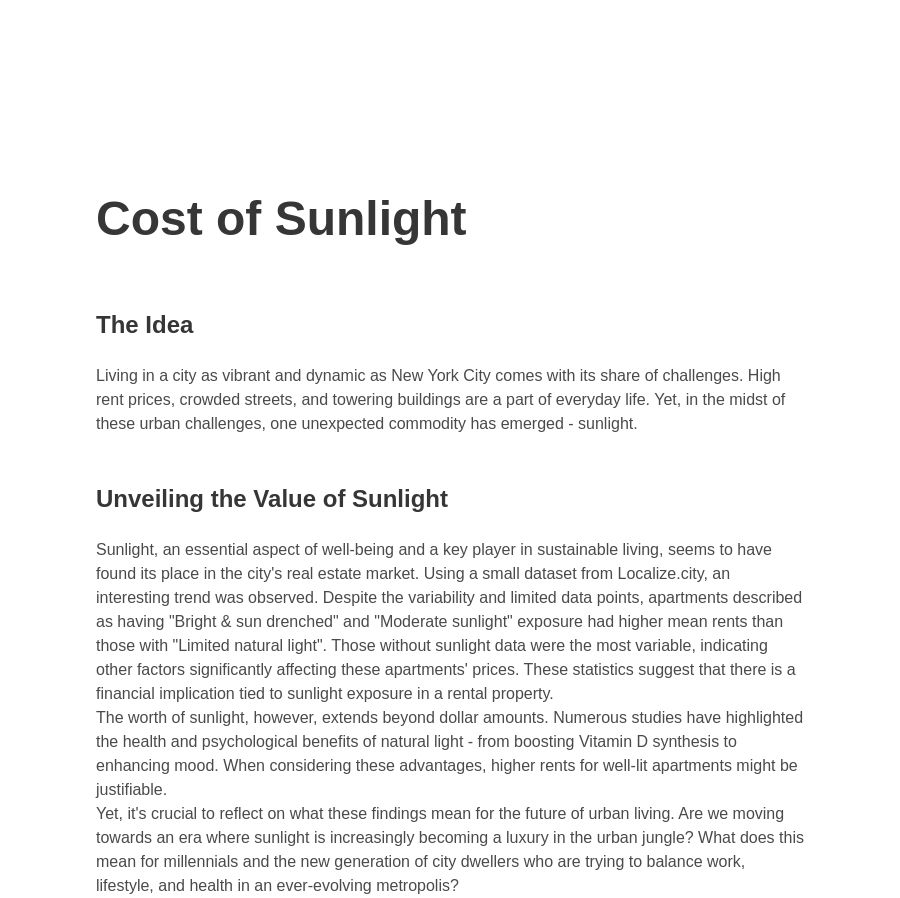 Cost of Sunlight
The Idea
Living in a city as vibrant and dynamic as New York City comes with its share of challenges. High
rent prices, crowded streets, and towering buildings are a part of everyday life. Yet, in the midst of
these urban challenges, one unexpected commodity has emerged - sunlight.
Unveiling the Value of Sunlight
Sunlight, an essential aspect of well-being and a key player in sustainable living, seems to have
found its place in the city's real estate market. Using a small dataset from Localize.city, an
interesting trend was observed. Despite the variability and limited data points, apartments described
as having "Bright & sun drenched" and "Moderate sunlight" exposure had higher mean rents than
those with "Limited natural light". Those without sunlight data were the most variable, indicating
other factors significantly affecting these apartments' prices. These statistics suggest that there is a
financial implication tied to sunlight exposure in a rental property.
The worth of sunlight, however, extends beyond dollar amounts. Numerous studies have highlighted
the health and psychological benefits of natural light - from boosting Vitamin D synthesis to
enhancing mood. When considering these advantages, higher rents for well-lit apartments might be
justifiable.
Yet, it's crucial to reflect on what these findings mean for the future of urban living. Are we moving
towards an era where sunlight is increasingly becoming a luxury in the urban jungle? What does this
mean for millennials and the new generation of city dwellers who are trying to balance work,
lifestyle, and health in an ever-evolving metropolis?